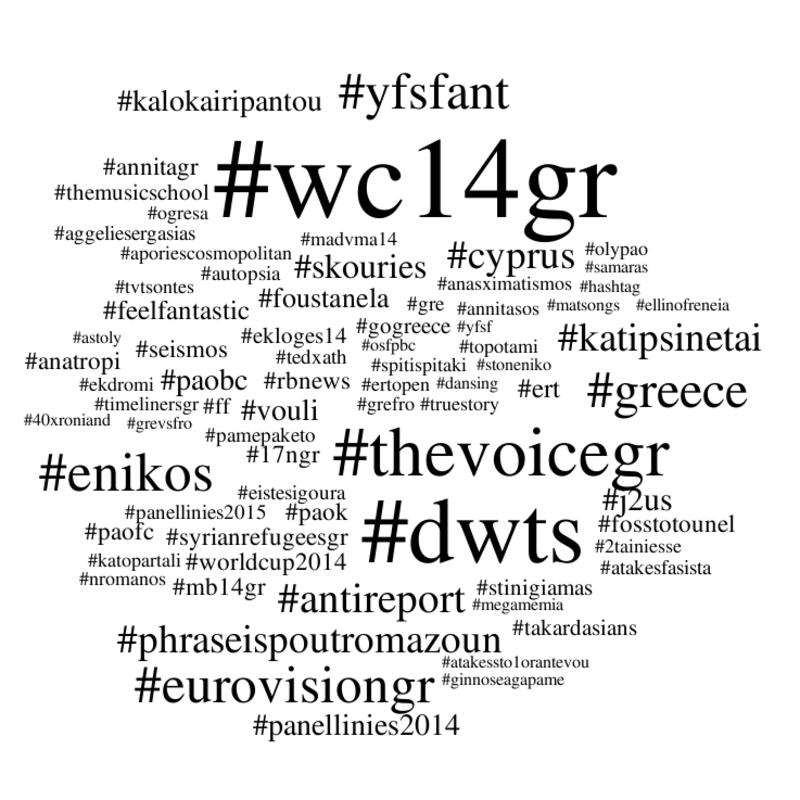 #kalokairipantou #yfsfant
#annitagr #wc14gr
#themusicschool
#ogresa
#aggeliesergasias #madvma14
#aporiescosmopolitan #skouries #cyprus #olypao
#autopsia #samaras
#tvtsontes #anasximatismos #hashtag
#feelfantastic #foustanela #gre #annitasos #matsongs #ellinofreneia
#astoly #ekloges14 #gogreece #yfsf #katipsinetai
#anatropi #seismos #tedxath #osfpbc #topotami
#ekdromi #paobc #rbnews #spitispitaki #stoneniko
#ertopen #dansing #ert #greece
#timelinersgr #ff #vouli #grefro #truestory
#40xroniand #grevsfro
#pamepaketo #thevoicegr
#enikos #17ngr
#eistesigoura #j2us
#panellinies2015 #paok #dwts #fosstotounel
#paofc #syrianrefugeesgr #2tainiesse
#katopartali #worldcup2014 #atakesfasista
#nromanos #mb14gr #antireport #stinigiamas
#megamemia
#phraseispoutromazoun #takardasians
#eurovisiongr #atakessto1orantevou
#ginnoseagapame
#panellinies2014